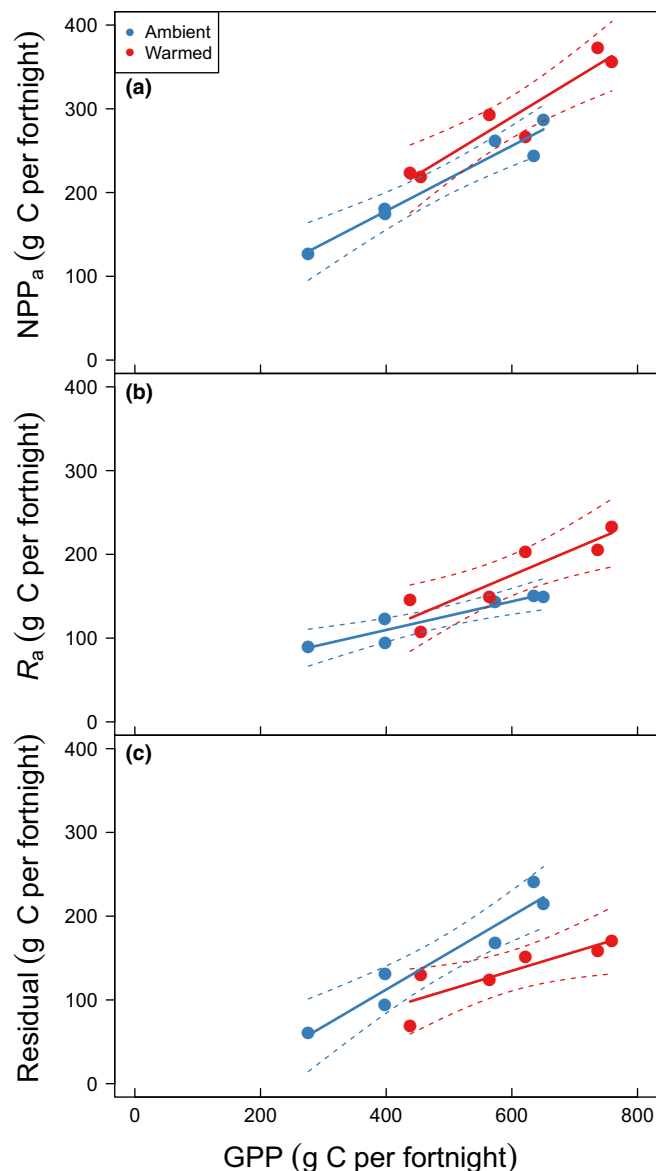 Ambient
Warmed
(a)
400
300
200
100
0
NPPa (g C per fortnight)
(b)
400
300
200
100
0
Ra (g C per fortnight)
(c)
400
300
200
100
0
Residual (g C per fortnight)
0 200 400 600 800
GPP (g C per fortnight)